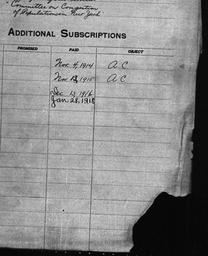 Committee on Congestion
of Population in New York
ADDITIONAL SUBSCRIPTIONS
PROMISED PAID OBJECT
Nov 4, 1914 A C
Nov 12, 1915 A C
Dec 13, 1916
Jan. 28, 1918